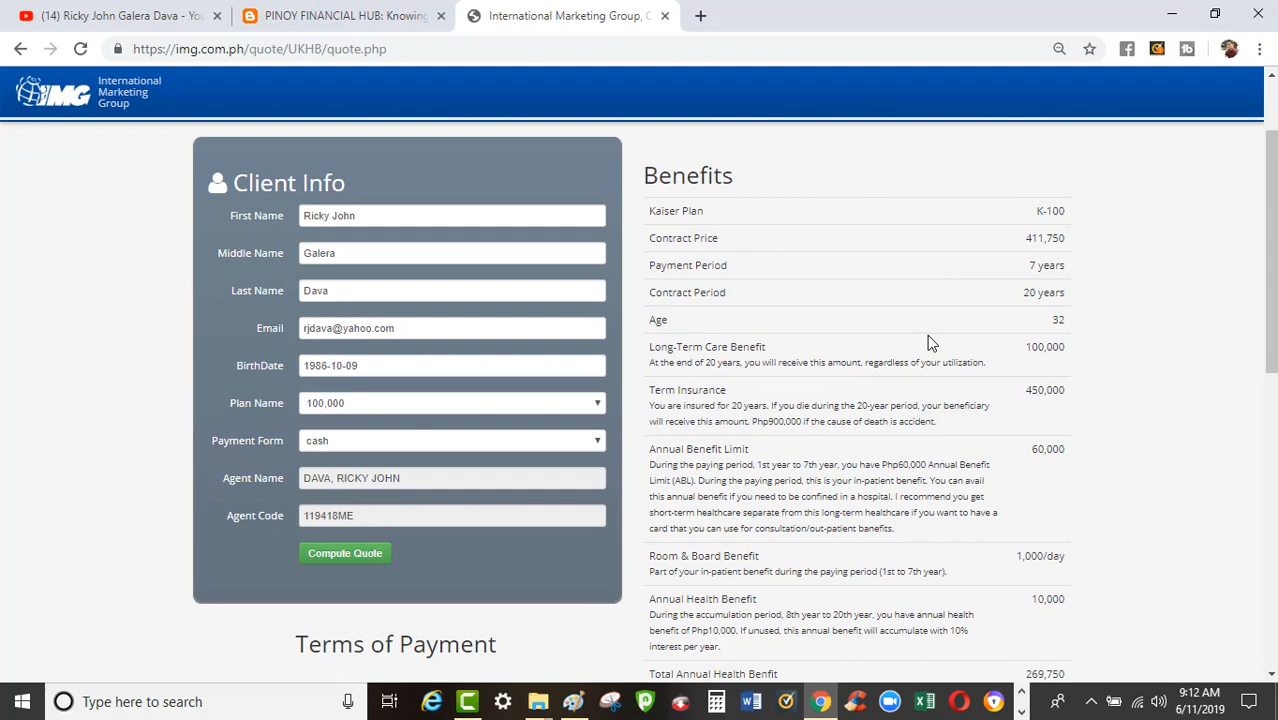 (14) Ricky John Galera Dava - You
PINOY FINANCIAL HUB: Knowing
International Marketing Group, C
https://img.com.ph/quote/UKHB/quote.php
IMG
International
Marketing
Group
Client Info
First Name Ricky John
Middle Name Galera
Last Name Dava
Email rjdava@yahoo.com
BirthDate 1986-10-09
Plan Name 100,000
Payment Form cash
Agent Name DAVA, RICKY JOHN
Agent Code 119418ME
Compute Quote
Terms of Payment
Benefits
Kaiser Plan K-100
Contract Price 411,750
Payment Period 7 years
Contract Period 20 years
Age 32
Long-Term Care Benefit 100,000
At the end of 20 years, you will receive this amount, regardless of your utilization.
Term Insurance 450,000
You are insured for 20 years. If you die during the 20-year period, your beneficiary
will receive this amount. Php900,000 if the cause of death is accident.
Annual Benefit Limit 60,000
During the paying period, 1st year to 7th year, you have Php60,000 Annual Benefit
Limit (ABL). During the paying period, this is your in-patient benefit. You can avail
this annual benefit if you need to be confined in a hospital. I recommend you get
short-term healthcare separate from this long-term healthcare if you want to have a
card that you can use for consultation/out-patient benefits.
Room & Board Benefit 1,000/day
Part of your in-patient benefit during the paying period (1st to 7th year).
Annual Health Benefit 10,000
During the accumulation period, 8th year to 20th year, you have annual health
benefit of Php10,000. If unused, this annual benefit will accumulate with 10%
interest per year.
Total Annual Health Benfit 269,750
Type here to search
9:12 AM
6/11/2019